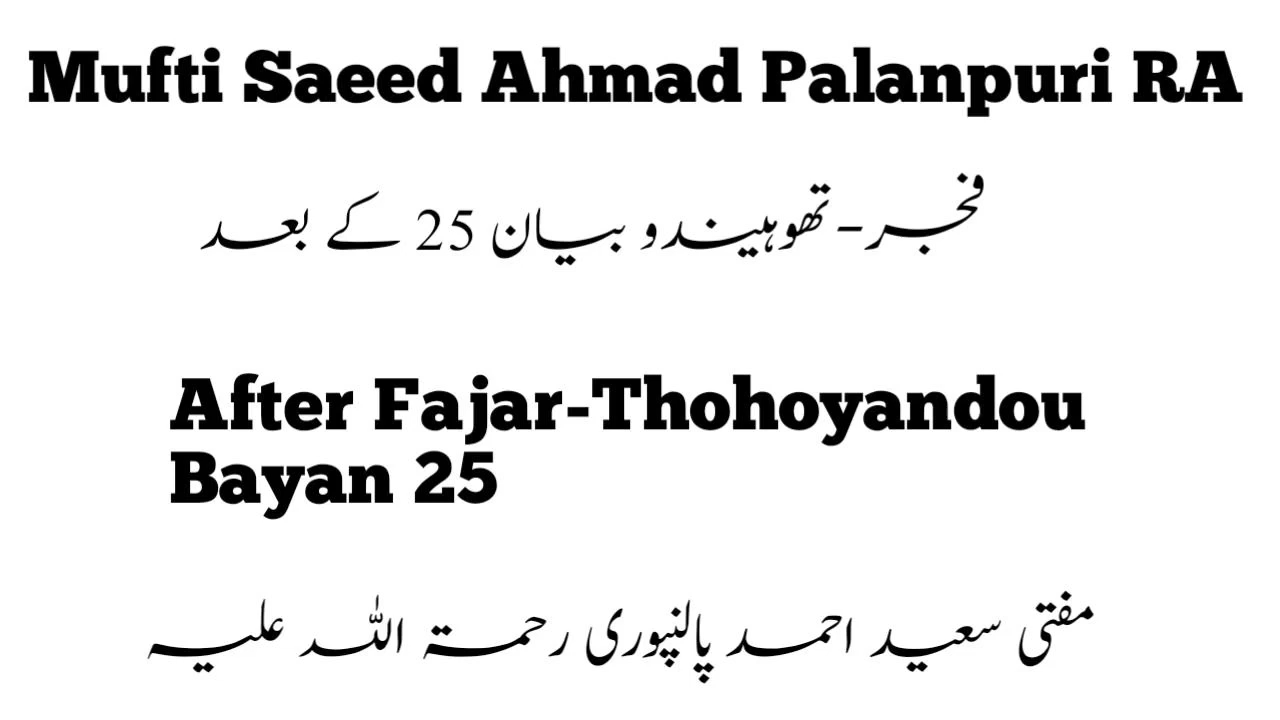 Mufti Saeed Ahmad Palanpuri RA
فجر- تھوہیندو بیان 25 کے بعد
After Fajar-Thohoyandou
Bayan 25
مفتی سعید احمد پالنپوری رحمۃ اللہ علیہ